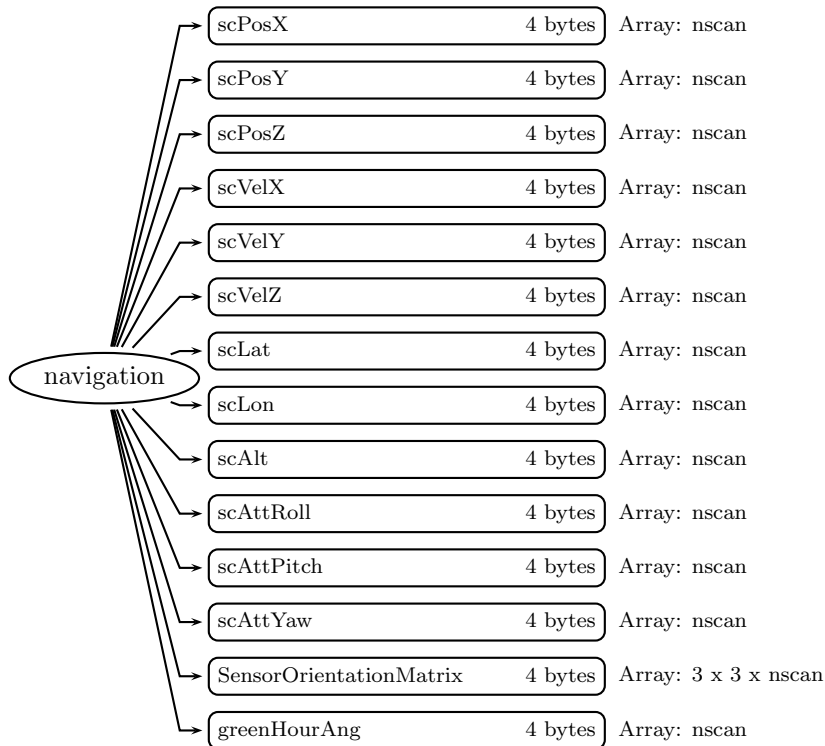 scPosX 4 bytes Array: nscan
scPosY 4 bytes Array: nscan
scPosZ 4 bytes Array: nscan
scVelX 4 bytes Array: nscan
scVelY 4 bytes Array: nscan
scVelZ 4 bytes Array: nscan
scLat 4 bytes Array: nscan
navigation
scLon 4 bytes Array: nscan
scAlt 4 bytes Array: nscan
scAttRoll 4 bytes Array: nscan
scAttPitch 4 bytes Array: nscan
scAttYaw 4 bytes Array: nscan
SensorOrientationMatrix 4 bytes Array: 3 x 3 x nscan
greenHourAng 4 bytes Array: nscan